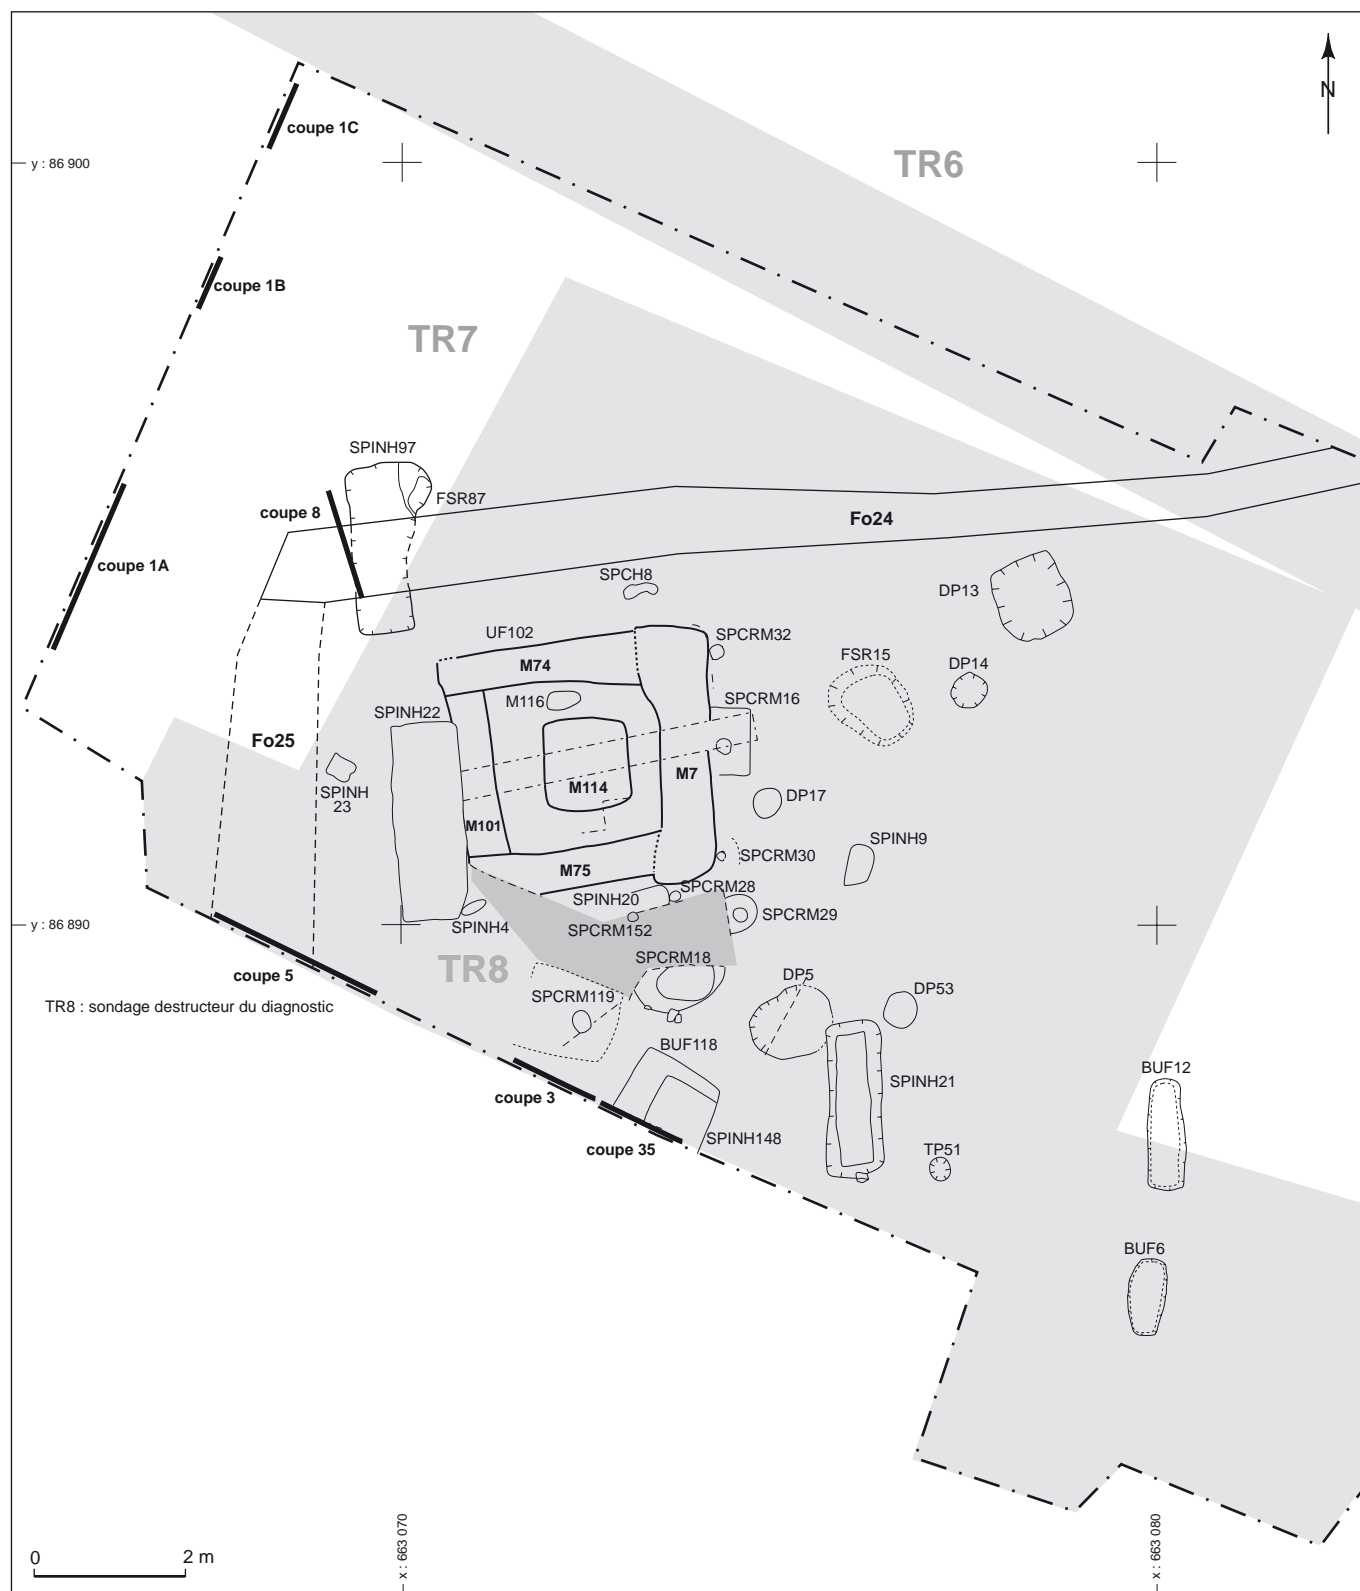 N
coupe 1C
y : 86 900
TR6
coupe 1B
TR7
SPINH97
FSR87
coupe 8
Fo24
coupe 1A
SPCH8
DP13
UF102
SPCRM32
M74
FSR15
DP14
M116
SPCRM16
SPINH22
Fo25
M7
M114
SPINH
23
DP17
M101
SPINH9
SPCRM30
M75
SPCRM28
SPINH20
SPCRM29
y : 86 890
SPINH4
SPCRM152
TR8
SPCRM18
coupe 5
DP5
DP53
SPCRM119
TR8 : sondage destructeur du diagnostic
BUF118
BUF12
SPINH21
coupe 3
SPINH148
coupe 35
TP51
BUF6
0
2 m
x : 663 070
x : 663 080